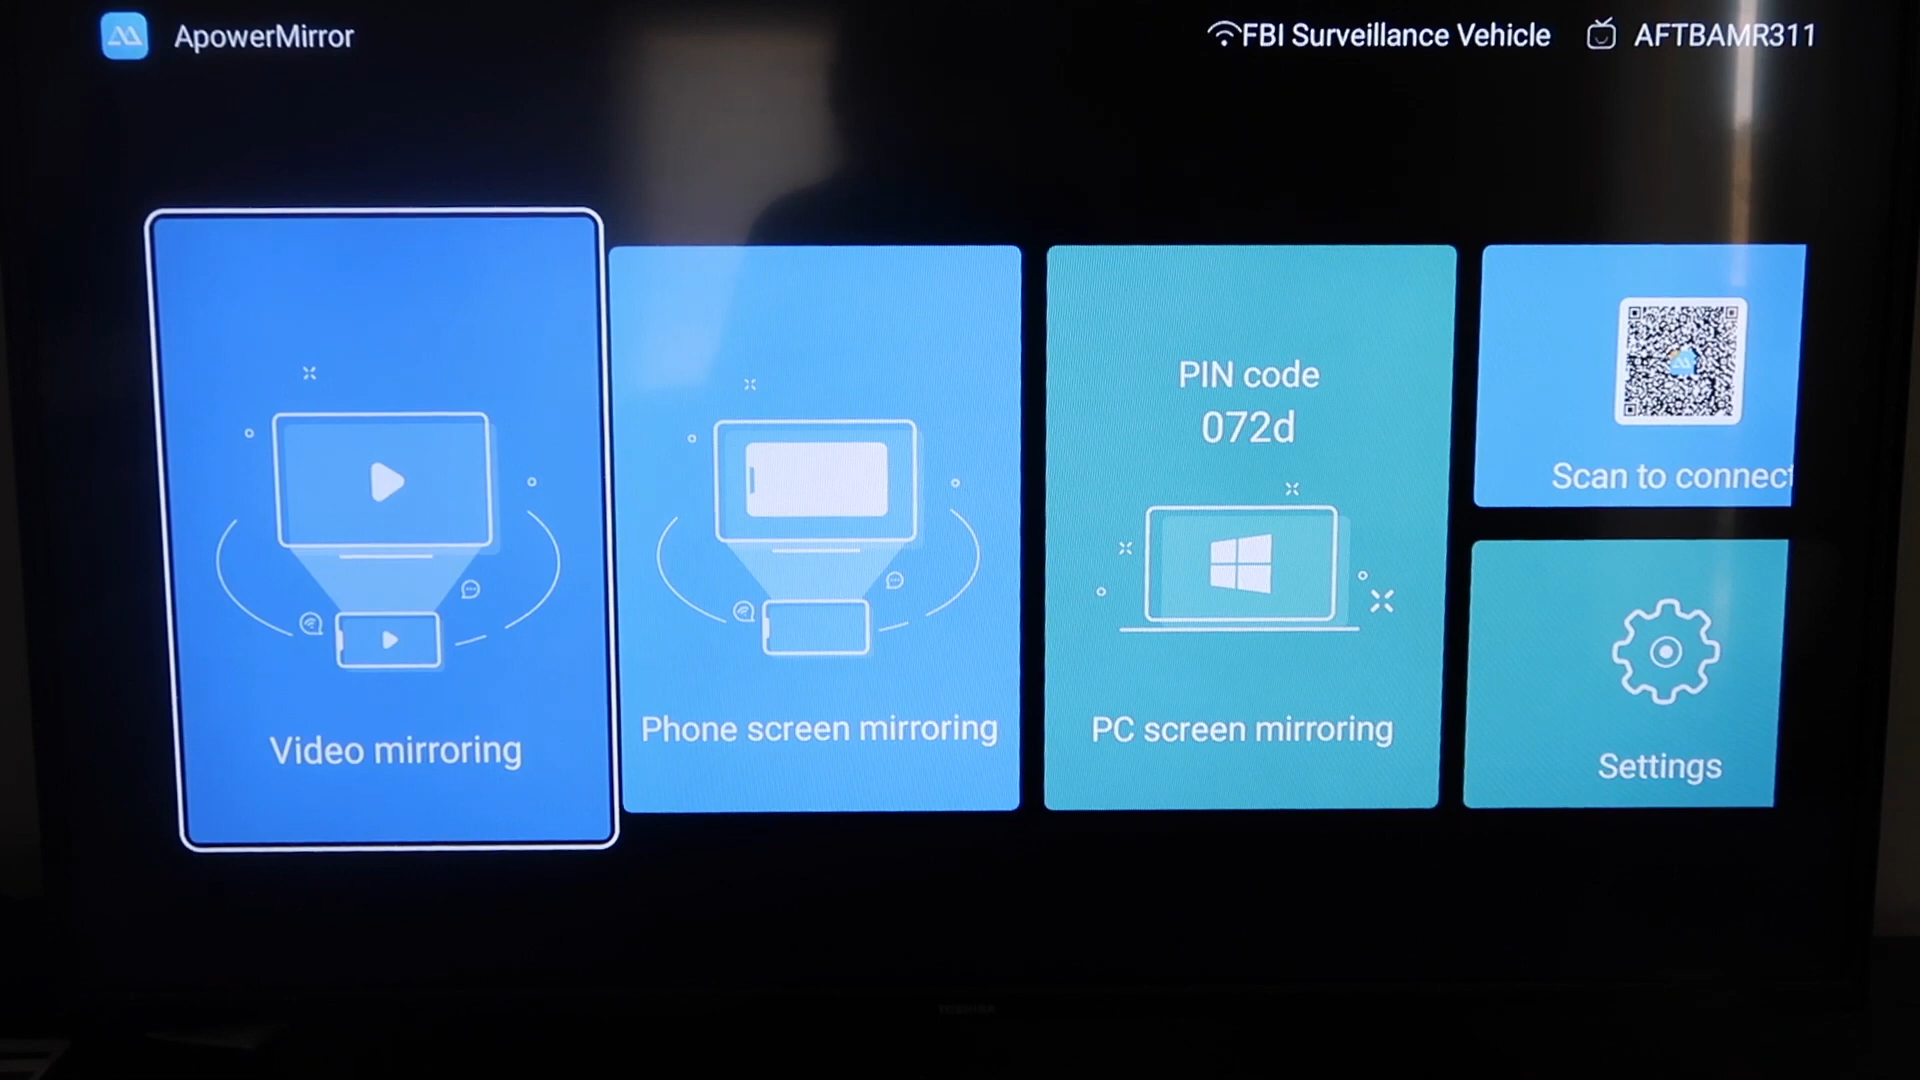 ApowerMirror
FBI Surveillance Vehicle
AFTBAMR311
Video mirroring
Phone screen mirroring
PIN code
072d
PC screen mirroring
Scan to connect
Settings
TOSHIBA